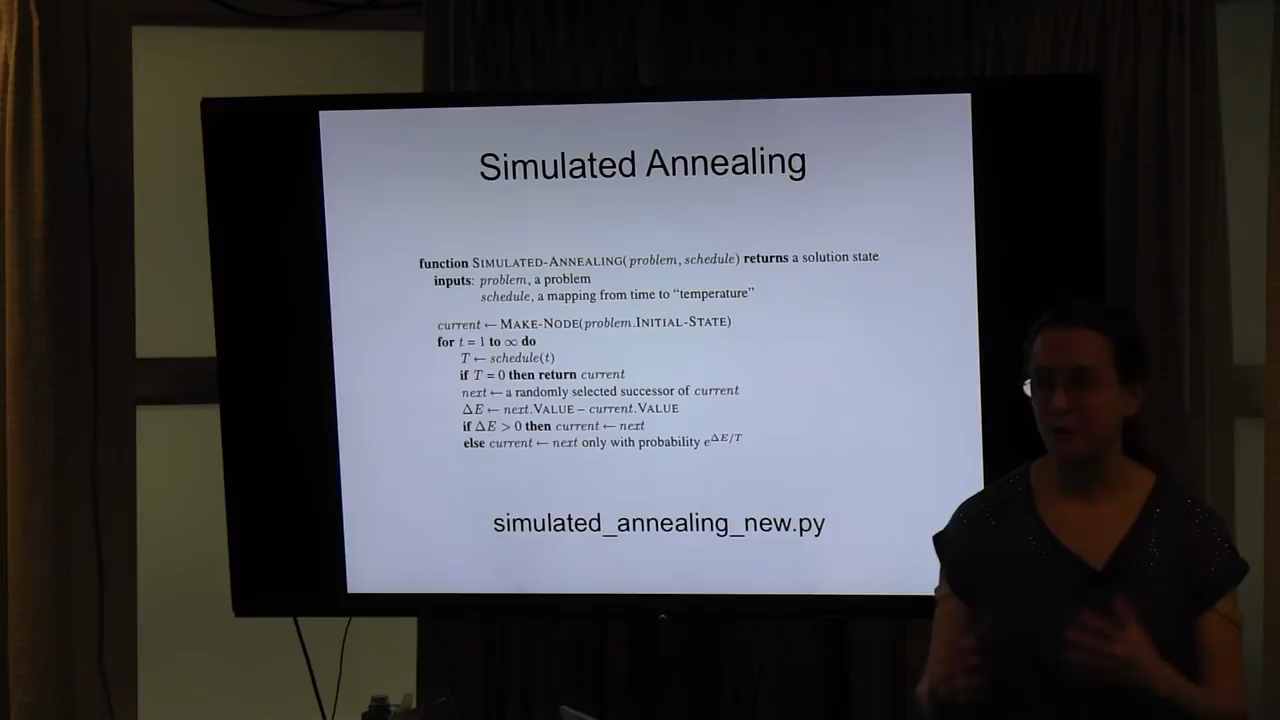 Simulated Annealing
function SIMULATED-ANNEALING(problem, schedule) returns a solution state
inputs: problem, a problem
schedule, a mapping from time to “temperature”
current ← MAKE-NODE(problem.INITIAL-STATE)
for t = 1 to ∞ do
T ← schedule(t)
if T = 0 then return current
next ← a randomly selected successor of current
ΔE ← next.VALUE – current.VALUE
if ΔE > 0 then current ← next
else current ← next only with probability e^ΔE/T
simulated_annealing_new.py